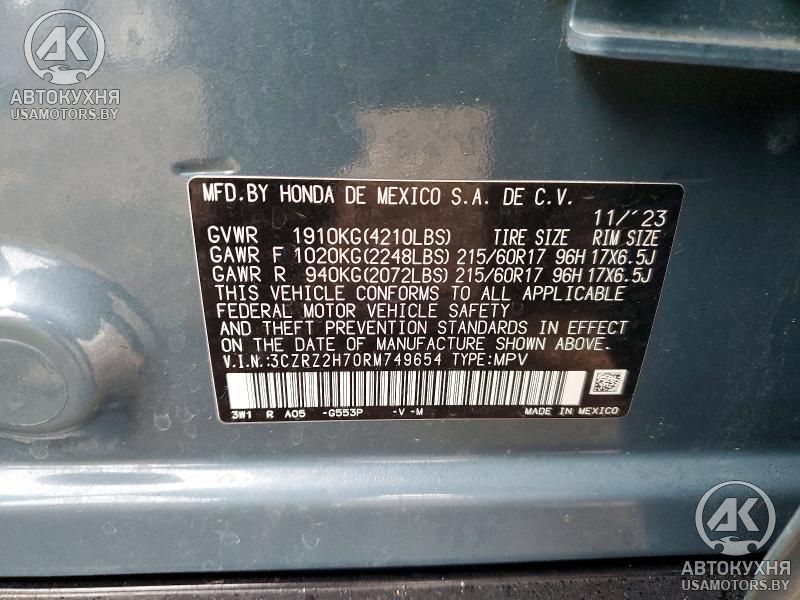 AK
АВТОКУХНЯ
USAMOTORS.BY
MFD.BY HONDA DE MEXICO S.A. DE C.V.
11/'23
GVWR 1910KG(4210LBS) TIRE SIZE RIM SIZE
GAWR F 1020KG(2248LBS) 215/60R17 96H 17X6.5J
GAWR R 940KG(2072LBS) 215/60R17 96H 17X6.5J
THIS VEHICLE CONFORMS TO ALL APPLICABLE
FEDERAL MOTOR VEHICLE SAFETY
AND THEFT PREVENTION STANDARDS IN EFFECT
ON THE DATE OF MANUFACTURE SHOWN ABOVE.
V.I.N.:3CZRZ2H70RM749654 TYPE:MPV
3W1 R A05 -G553P -V -M MADE IN MEXICO
AK
АВТОКУХНЯ
USAMOTORS.BY